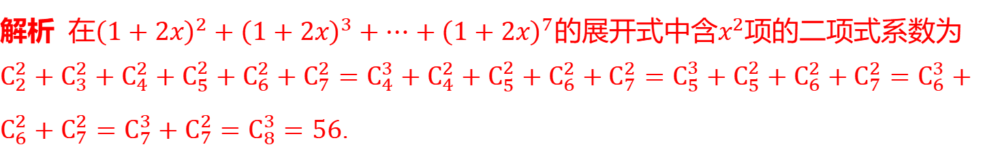 解析 在$(1+2x)^2+(1+2x)^3+\cdots+(1+2x)^7$的展开式中含$x^2$项的二项式系数为
$\mathrm{C}_2^2+\mathrm{C}_3^2+\mathrm{C}_4^2+\mathrm{C}_5^2+\mathrm{C}_6^2+\mathrm{C}_7^2=\mathrm{C}_4^3+\mathrm{C}_4^2+\mathrm{C}_5^2+\mathrm{C}_6^2+\mathrm{C}_7^2=\mathrm{C}_5^3+\mathrm{C}_5^2+\mathrm{C}_6^2+\mathrm{C}_7^2=\mathrm{C}_6^3+$
$\mathrm{C}_6^2+\mathrm{C}_7^2=\mathrm{C}_7^3+\mathrm{C}_7^2=\mathrm{C}_8^3=56.$